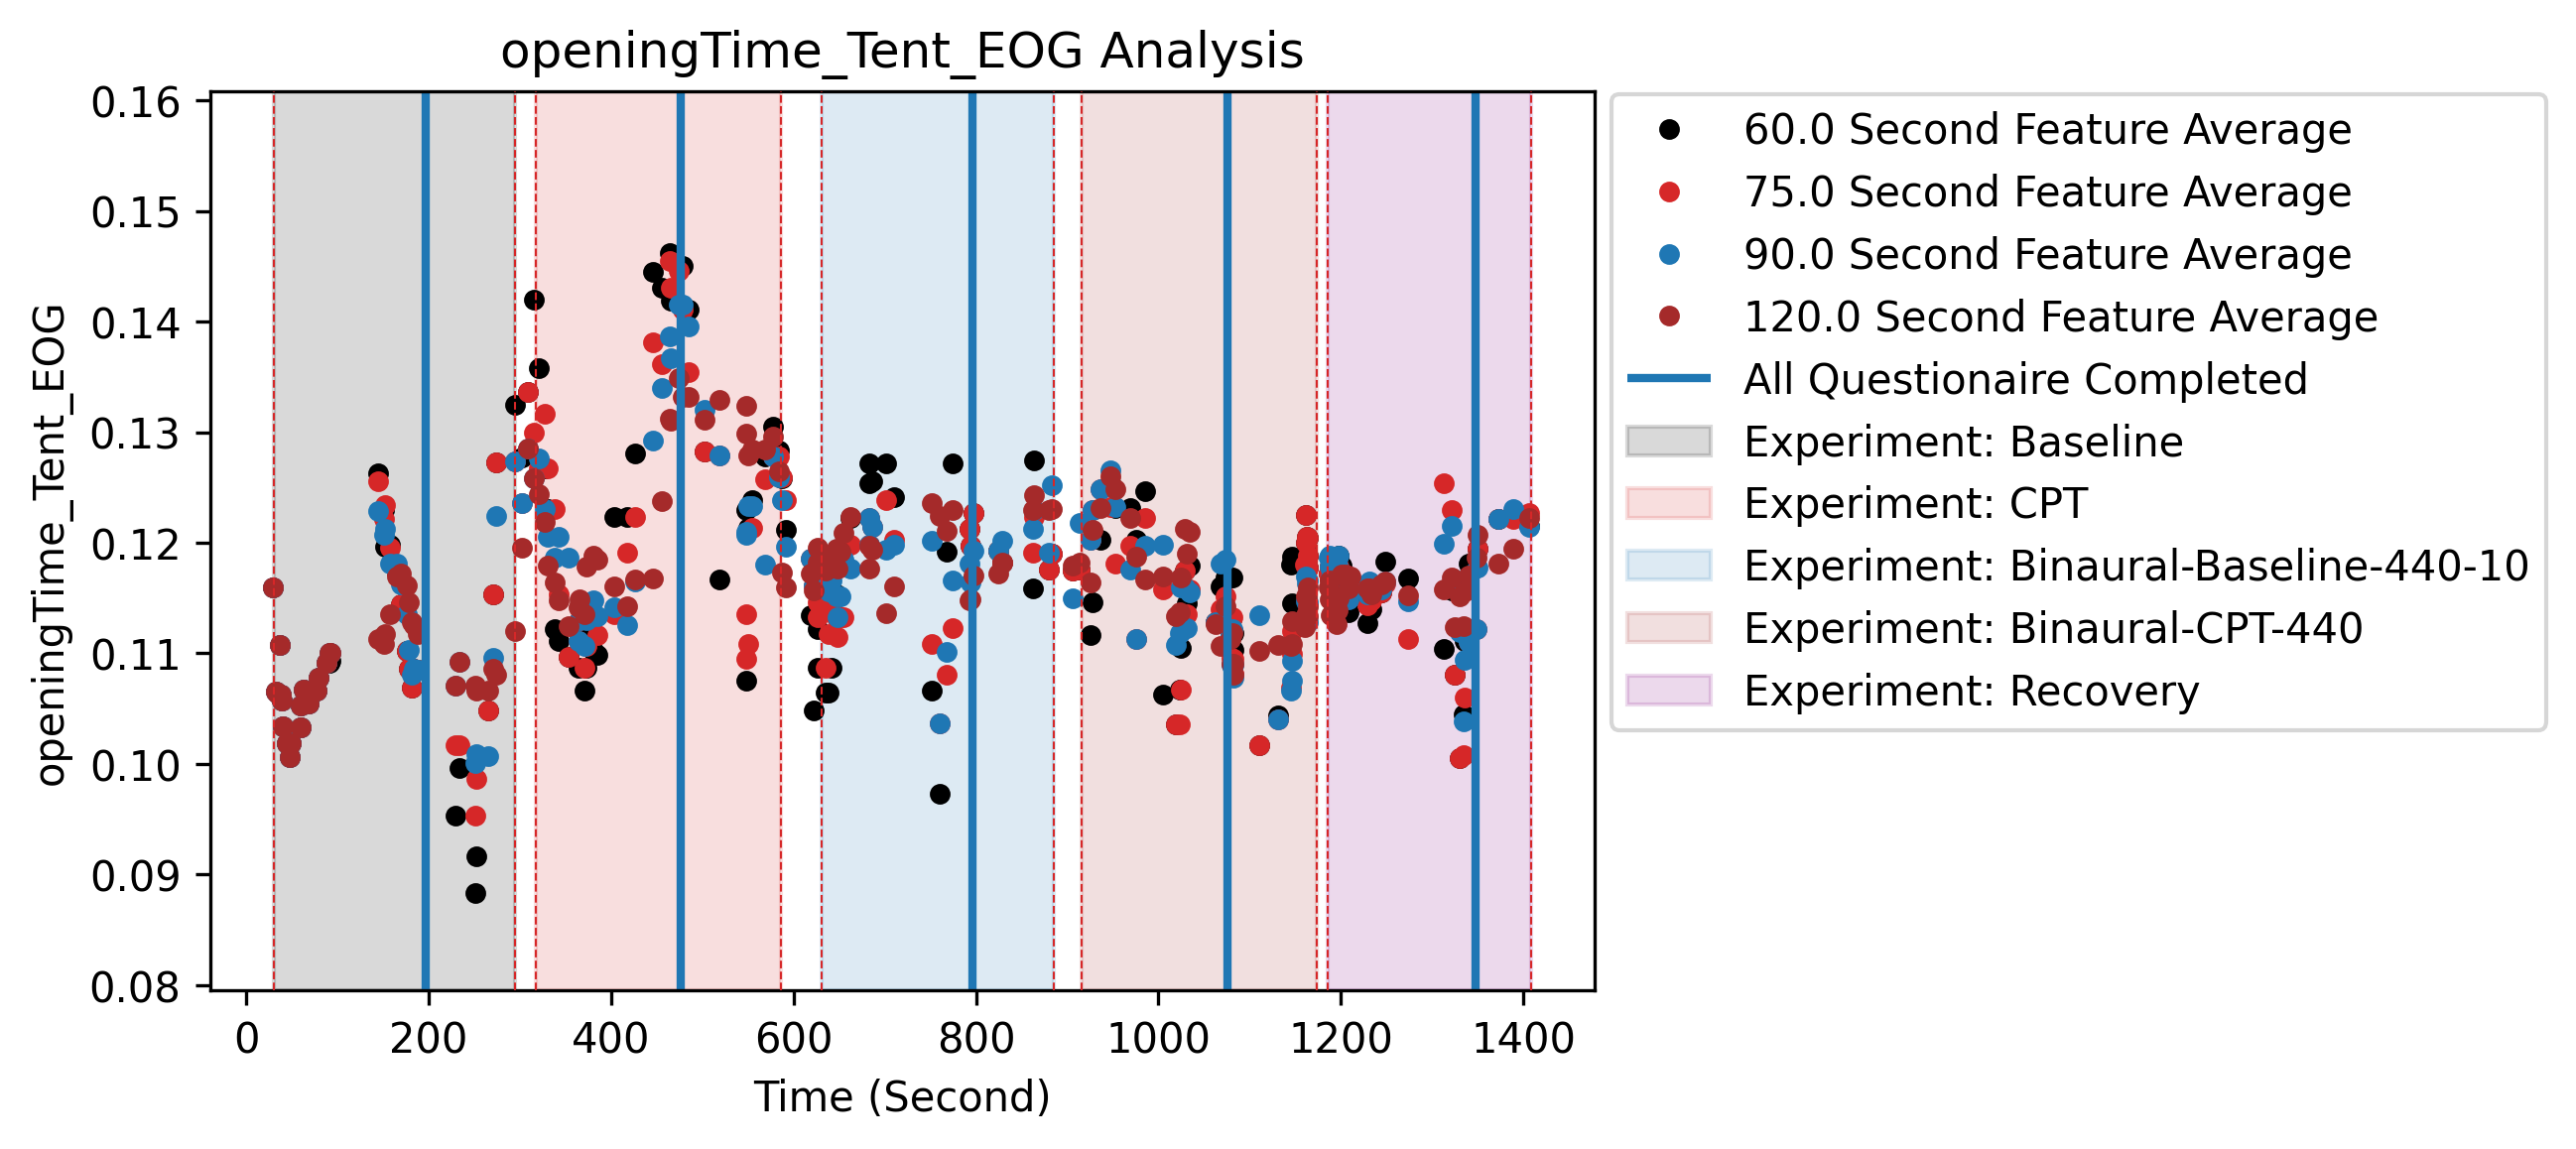 openingTime_Tent_EOG Analysis
openingTime_Tent_EOG
0.16
0.15
0.14
0.13
0.12
0.11
0.10
0.09
0.08
0 200 400 600 800 1000 1200 1400
Time (Second)
60.0 Second Feature Average
75.0 Second Feature Average
90.0 Second Feature Average
120.0 Second Feature Average
All Questionaire Completed
Experiment: Baseline
Experiment: CPT
Experiment: Binaural-Baseline-440-10
Experiment: Binaural-CPT-440
Experiment: Recovery